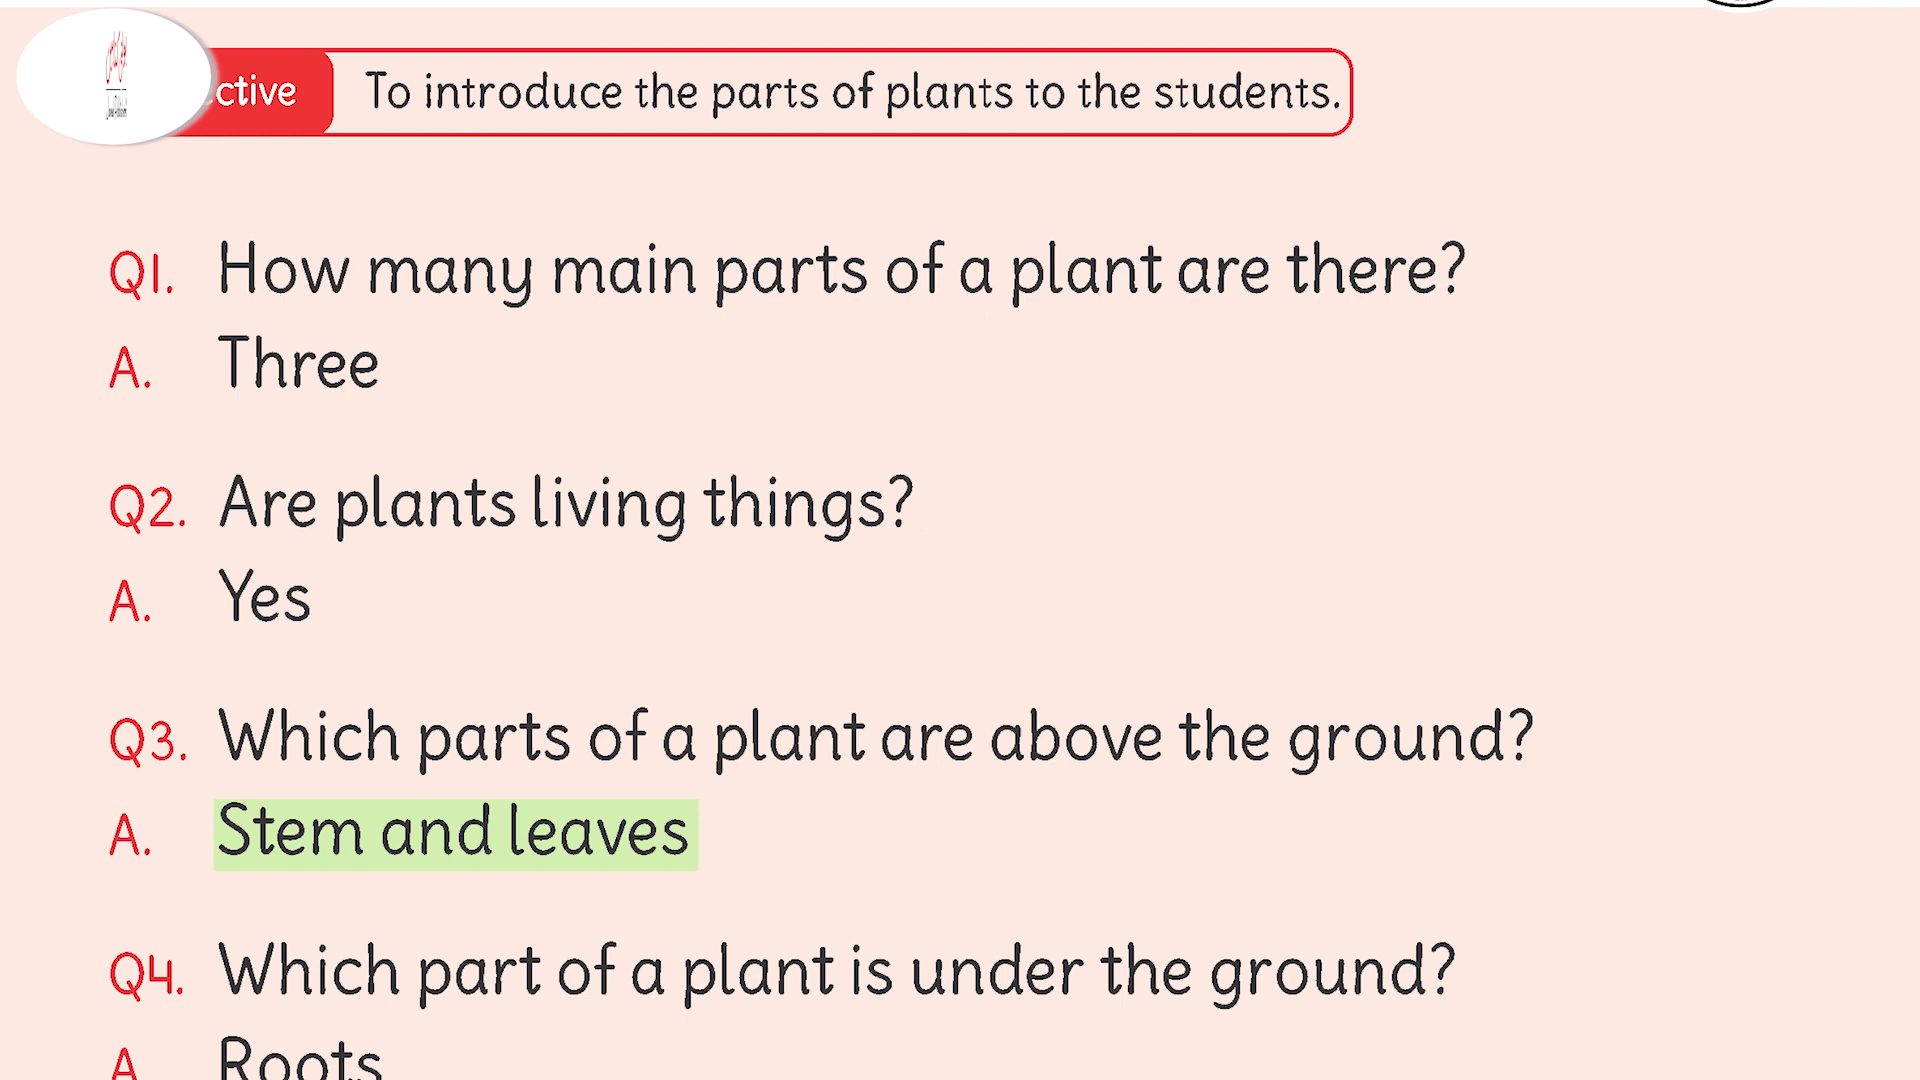 ctive
To introduce the parts of plants to the students.
Q1. How many main parts of a plant are there?
A. Three
Q2. Are plants living things?
A. Yes
Q3. Which parts of a plant are above the ground?
A. Stem and leaves
Q4. Which part of a plant is under the ground?
A. Roots